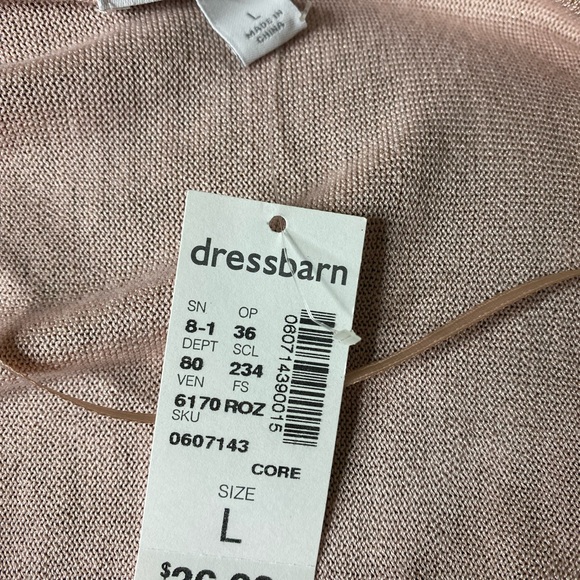 L
MADE IN
CHINA
dressbarn
SN OP
8-1 36
DEPT SCL
80 234
VEN FS
6170 ROZ
SKU
0607143
060714390015
CORE
SIZE
L